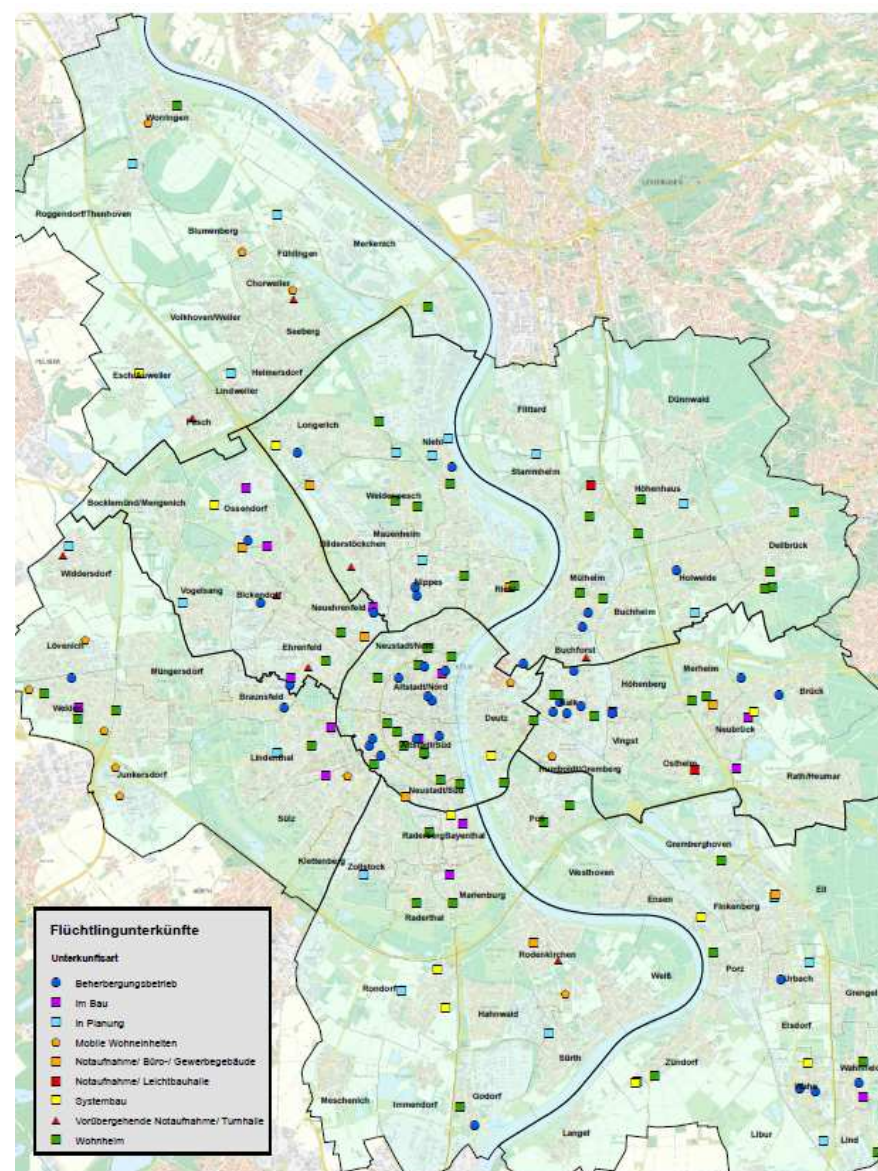 Worringen
Roggendorf/Thenhoven
Blumenberg
Fühlingen
Merkenich
Chorweiler
Volkhoven/Weiler
Seeberg
Heimersdorf
Esch/Auweiler
Lindweiler
Pesch
Longerich
Niehl
Flittard
Dünnwald
Stammheim
Höhenhaus
Bocklemünd/Mengenich
Ossendorf
Weidenpesch
Mauenheim
Bilderstöckchen
Dellbrück
Widdersdorf
Vogelsang
Bickendorf
Nippes
Riehl
Mülheim
Holweide
Buchheim
Neuehrenfeld
Ehrenfeld
Neustadt/Nord
Buchforst
Lövenich
Müngersdorf
Braunsfeld
Altstadt/Nord
Deutz
Kalk
Höhenberg
Merheim
Brück
Weiden
Vingst
Neubrück
Junkersdorf
Lindenthal
Altstadt/Süd
Humboldt/Gremberg
Ostheim
Rath/Heumar
Neustadt/Süd
Sülz
Poll
Raderberg
Bayenthal
Klettenberg
Zollstock
Gremberghoven
Westhoven
Marienburg
Raderthal
Ensen
Finkenberg
Eil
Rodenkirchen
Weiß
Porz
Urbach
Rondorf
Hahnwald
Grengel
Elsdorf
Sürth
Zündorf
Meschenich
Immendorf
Godorf
Langel
Libur
Lind
Flüchtlingunterkünfte
Unterkunftsart
Beherbergungsbetrieb
Im Bau
In Planung
Mobile Wohneinheiten
Notaufnahme/ Büro-/ Gewerbegebäude
Notaufnahme/ Leichtbauhalle
Systembau
Vorübergehende Notaufnahme/ Turnhalle
Wohnheim